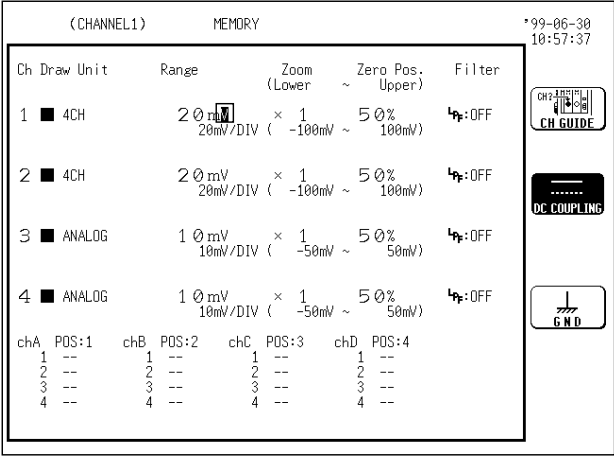 (CHANNEL1) MEMORY '99-06-30
10:57:37
Ch Draw Unit Range Zoom Zero Pos. Filter
(Lower ~ Upper)
1 ■ 4CH 20mV × 1 50% LPF:OFF
20mV/DIV ( -100mV ~ 100mV)
2 ■ 4CH 20mV × 1 50% LPF:OFF
20mV/DIV ( -100mV ~ 100mV)
3 ■ ANALOG 10mV × 1 50% LPF:OFF
10mV/DIV ( -50mV ~ 50mV)
4 ■ ANALOG 10mV × 1 50% LPF:OFF
10mV/DIV ( -50mV ~ 50mV)
chA POS:1 chB POS:2 chC POS:3 chD POS:4
1 -- 1 -- 1 -- 1 --
2 -- 2 -- 2 -- 2 --
3 -- 3 -- 3 -- 3 --
4 -- 4 -- 4 -- 4 --
CH?
CH GUIDE
DC COUPLING
GND